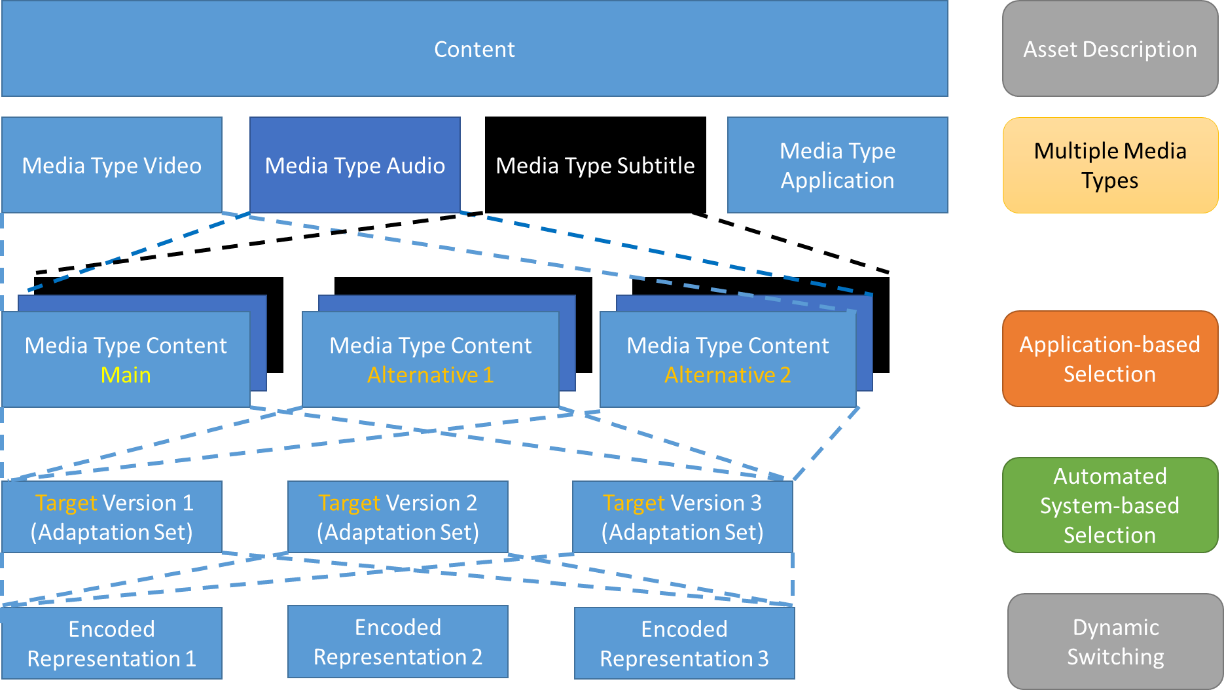 Content
Asset Description
Media Type Video
Media Type Audio
Media Type Subtitle
Media Type
Application
Multiple Media
Types
Media Type Content
Main
Media Type Content
Alternative 1
Media Type Content
Alternative 2
Application-based
Selection
Target Version 1
(Adaptation Set)
Target Version 2
(Adaptation Set)
Target Version 3
(Adaptation Set)
Automated
System-based
Selection
Encoded
Representation 1
Encoded
Representation 2
Encoded
Representation 3
Dynamic
Switching